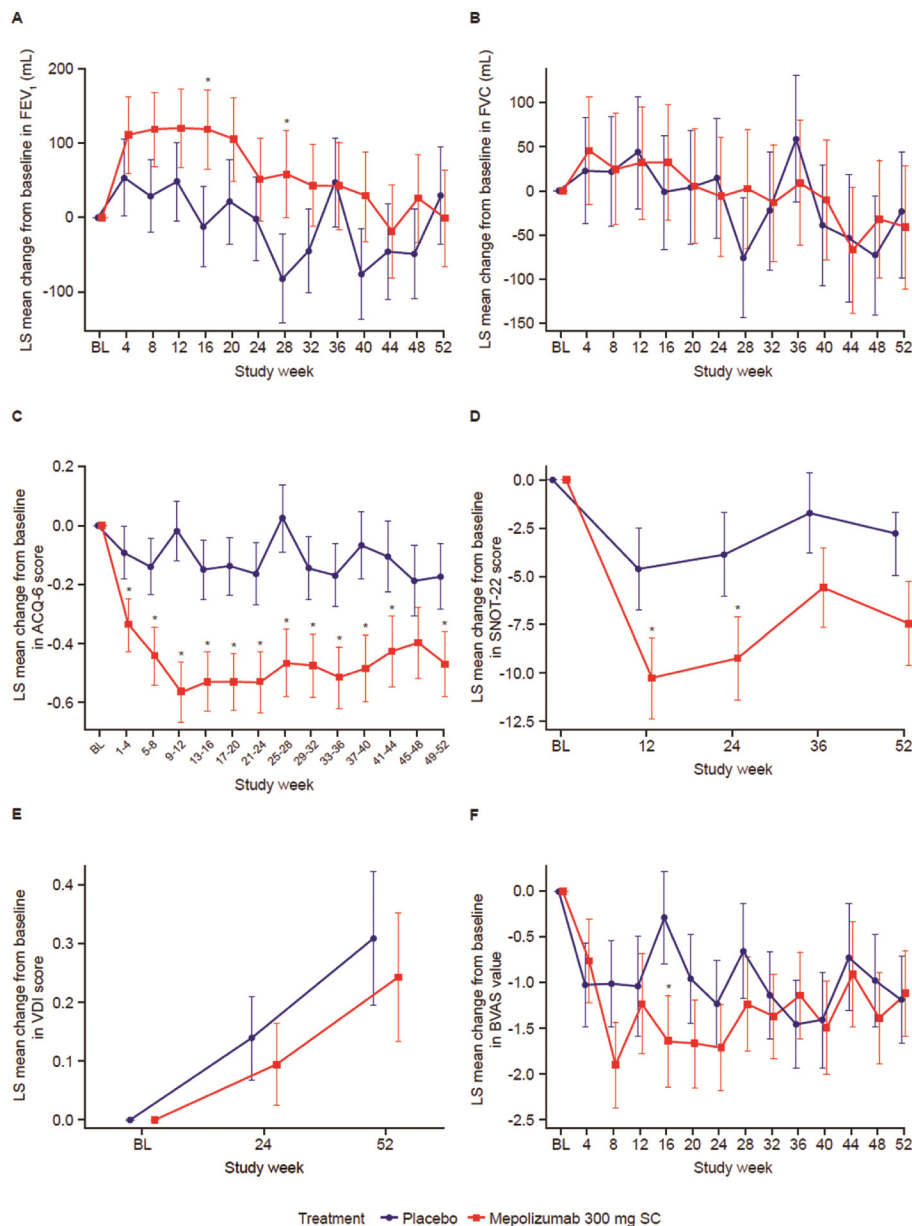 A
LS mean change from baseline in FEV₁ (mL)
200
100
0
-100
*
*
BL 4 8 12 16 20 24 28 32 36 40 44 48 52
Study week
B
LS mean change from baseline in FVC (mL)
100
50
0
-50
-100
-150
BL 4 8 12 16 20 24 28 32 36 40 44 48 52
Study week
C
LS mean change from baseline
in ACQ-6 score
0.2
0.0
-0.2
-0.4
-0.6
* * * * * * * * * * * *
BL 1-4 5-8 9-12 13-16 17-20 21-24 25-28 29-32 33-36 37-40 41-44 45-48 49-52
Study week
D
LS mean change from baseline
in SNOT-22 score
0.0
-2.5
-5.0
-7.5
-10.0
-12.5
* *
BL 12 24 36 52
Study week
E
LS mean change from baseline
in VDI score
0.4
0.3
0.2
0.1
0.0
BL 24 52
Study week
F
LS mean change from baseline
in BVAS value
0.0
-0.5
-1.0
-1.5
-2.0
-2.5
*
BL 4 8 12 16 20 24 28 32 36 40 44 48 52
Study week
Treatment Placebo Mepolizumab 300 mg SC